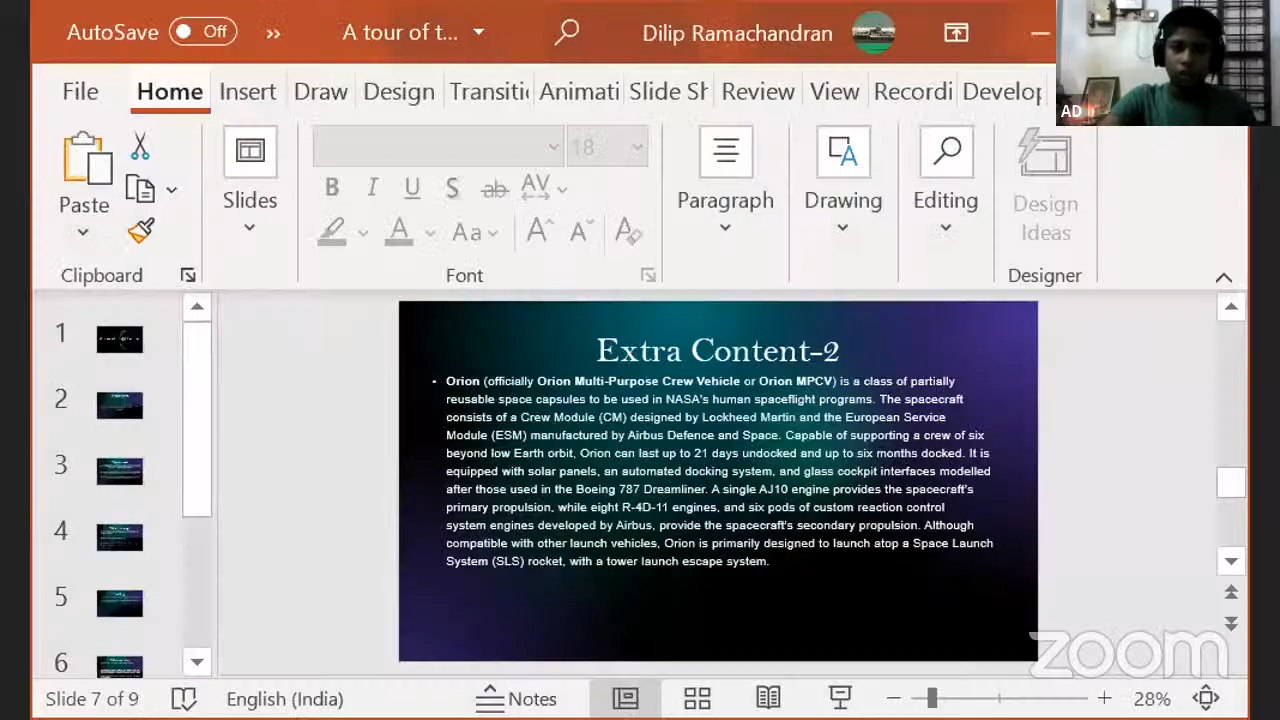 AutoSave Off A tour of t... Dilip Ramachandran
File Home Insert Draw Design Transiti Animati Slide Sh Review View Recordi Develop
AD
18
B I U S ab AV
Paste Slides Paragraph Drawing Editing Design Ideas
A Aa A A A
Clipboard Font Designer
1
2
3
4
5
6
Extra Content-2
• Orion (officially Orion Multi-Purpose Crew Vehicle or Orion MPCV) is a class of partially
reusable space capsules to be used in NASA's human spaceflight programs. The spacecraft
consists of a Crew Module (CM) designed by Lockheed Martin and the European Service
Module (ESM) manufactured by Airbus Defence and Space. Capable of supporting a crew of six
beyond low Earth orbit, Orion can last up to 21 days undocked and up to six months docked. It is
equipped with solar panels, an automated docking system, and glass cockpit interfaces modelled
after those used in the Boeing 787 Dreamliner. A single AJ10 engine provides the spacecraft's
primary propulsion, while eight R-4D-11 engines, and six pods of custom reaction control
system engines developed by Airbus, provide the spacecraft's secondary propulsion. Although
compatible with other launch vehicles, Orion is primarily designed to launch atop a Space Launch
System (SLS) rocket, with a tower launch escape system.
zoom
Slide 7 of 9 English (India) Notes 28%